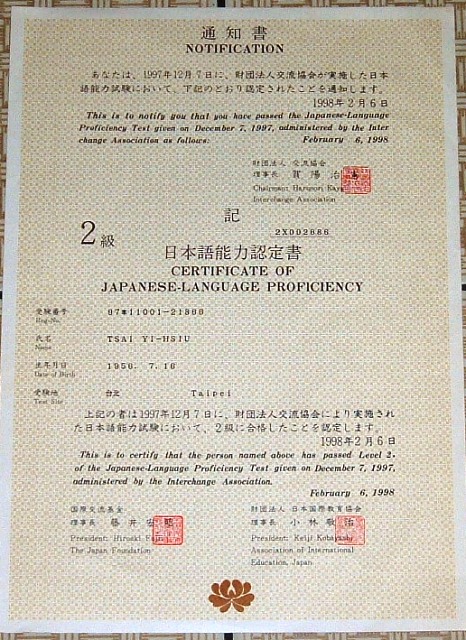 通知書
NOTIFICATION
あなたは、1997年12月7日に、財団法人交流協会が実施した日本
語能力試験において、下記のとおり認定されたことを通知します。
1998年2月6日
This is to notify you that you have passed the Japanese-Language
Proficiency Test given on December 7, 1997, administered by the Inter
change Association as follows:
February 6, 1998
財団法人 交流協会
理事長
Chairman: Harunori
Interchange Association
記
2X002686
2級
日本語能力認定書
CERTIFICATE OF
JAPANESE-LANGUAGE PROFICIENCY
受験番号
Reg-No.
氏名
Name
TSAI YI-HSIU
生年月日
Date of Birth
1956. 7. 16
受験地
Test Site
台北 Taipei
上記の者は1997年12月7日に、財団法人交流協会により実施され
た日本語能力試験において、2級に合格したことを認定します。
1998年2月6日
This is to certify that the person named above has passed Level 2
of the Japanese-Language Proficiency Test given on December 7, 1997,
administered by the Interchange Association.
February 6, 1998
国際交流基金
理事長 藤井宏
President: Hiroaki
The Japan Foundation
財団法人 日本国際教育協会
理事長 小林敬
President: Keiji Kobayashi
Association of International
Education, Japan